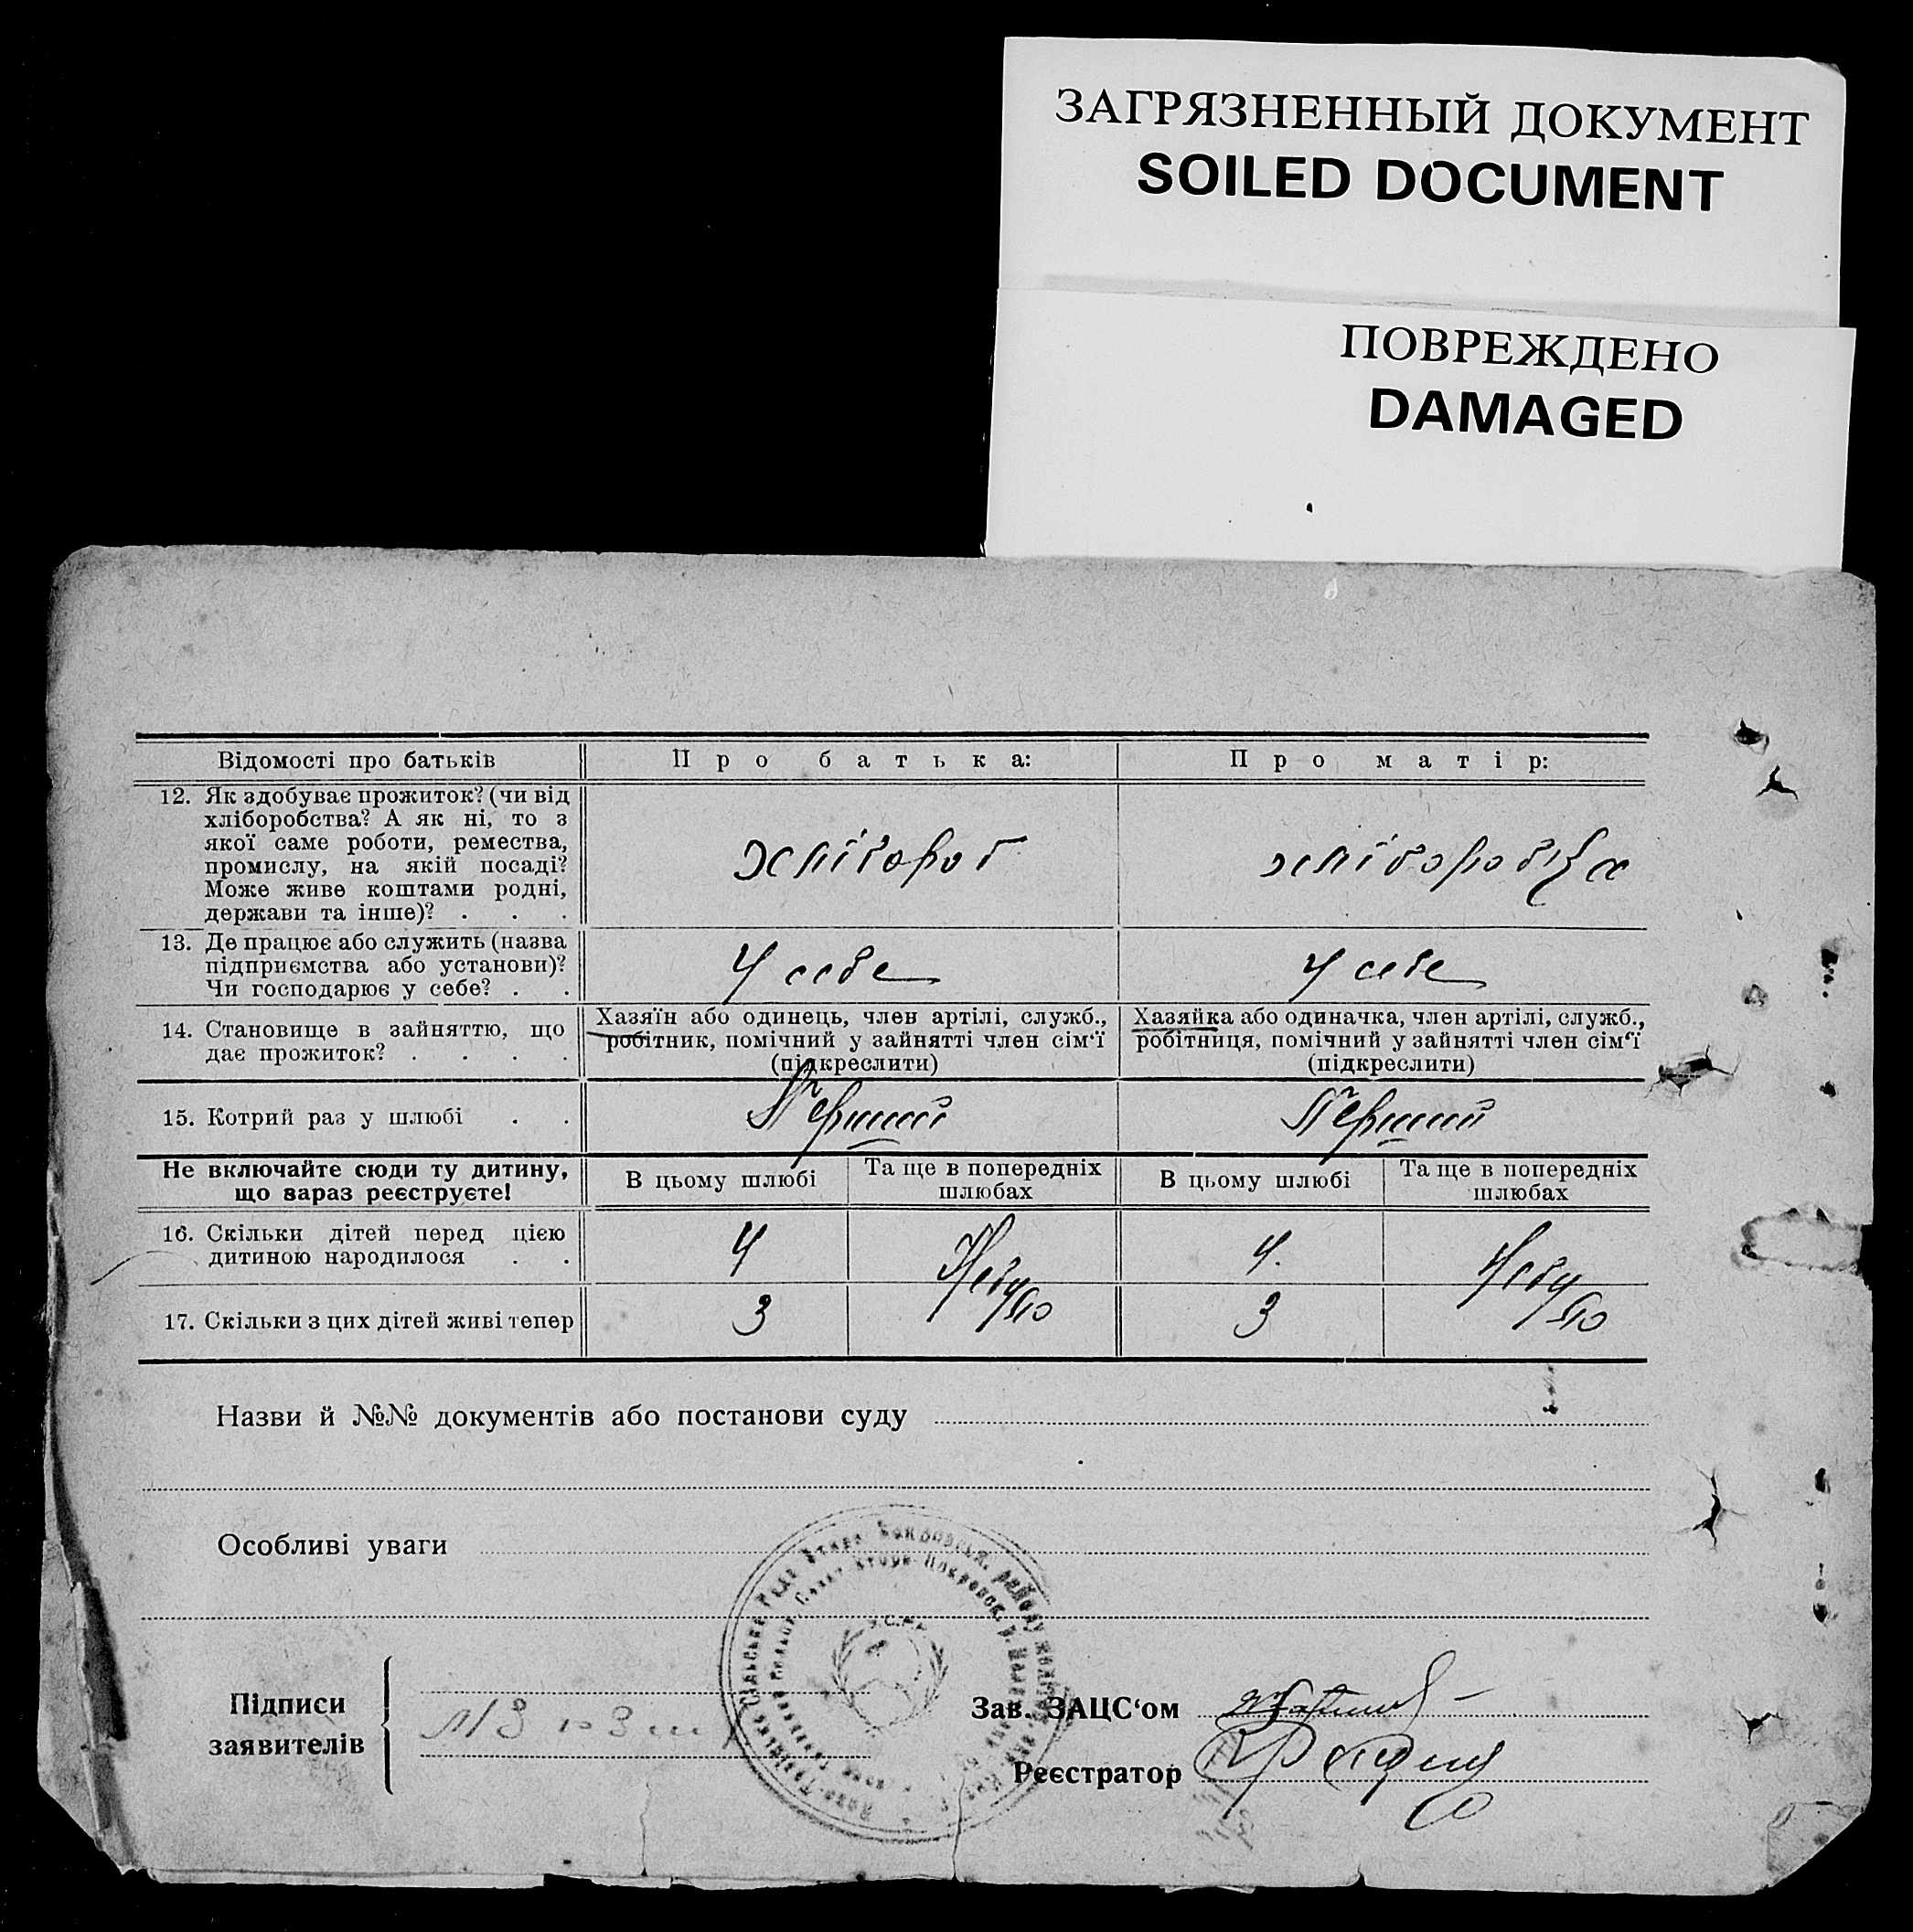 ЗАГРЯЗНЕННЫЙ ДОКУМЕНТ
SOILED DOCUMENT
ПОВРЕЖДЕНО
DAMAGED
Відомості про батьків
Про батька:
Про матір:
12. Як здобуває прожиток? (чи від
хліборобства? А як ні, то з
якої саме роботи, ремества,
промислу, на якій посаді?
Може живе коштами родні,
держави та інше)? . . .
хлібороб
хліборобка
13. Де працює або служить (назва
підприємства або установи)?
Чи господарює у себе? . .
У себе
У себе
14. Становище в зайняттю, що
дає прожиток? . . . .
Хазяїн або одинець, член артілі, служб.,
робітник, помічний у зайнятті член сім'ї
(підкреслити)
Хазяйка або одиначка, член артілі, служб.,
робітниця, помічний у зайнятті член сім'ї
(підкреслити)
15. Котрий раз у шлюбі . .
Перший
Перший
Не включайте сюди ту дитину,
що зараз реєструєте!
В цьому шлюбі
Та ще в попередніх
шлюбах
В цьому шлюбі
Та ще в попередніх
шлюбах
16. Скільки дітей перед цією
дитиною народилося . .
4
Не було
4.
Не було
17. Скільки з цих дітей живі тепер
3
3
Назви й №№ документів або постанови суду
Особливі уваги
Підписи
заявителів
Зав. ЗАЦС'ом
Реєстратор